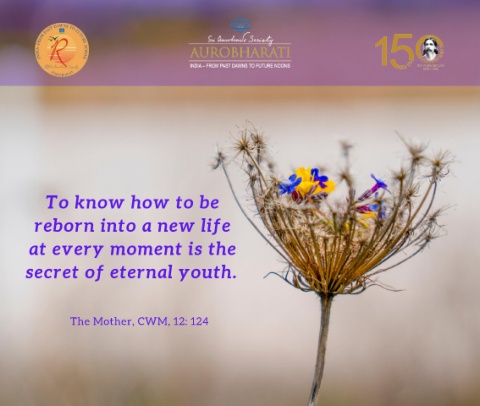 Sri Aurobindo Society
AUROBHARATI
INDIA—FROM PAST DAWNS TO FUTURE NOONS
150
To know how to be
reborn into a new life
at every moment is the
secret of eternal youth.
The Mother, CWM, 12: 124